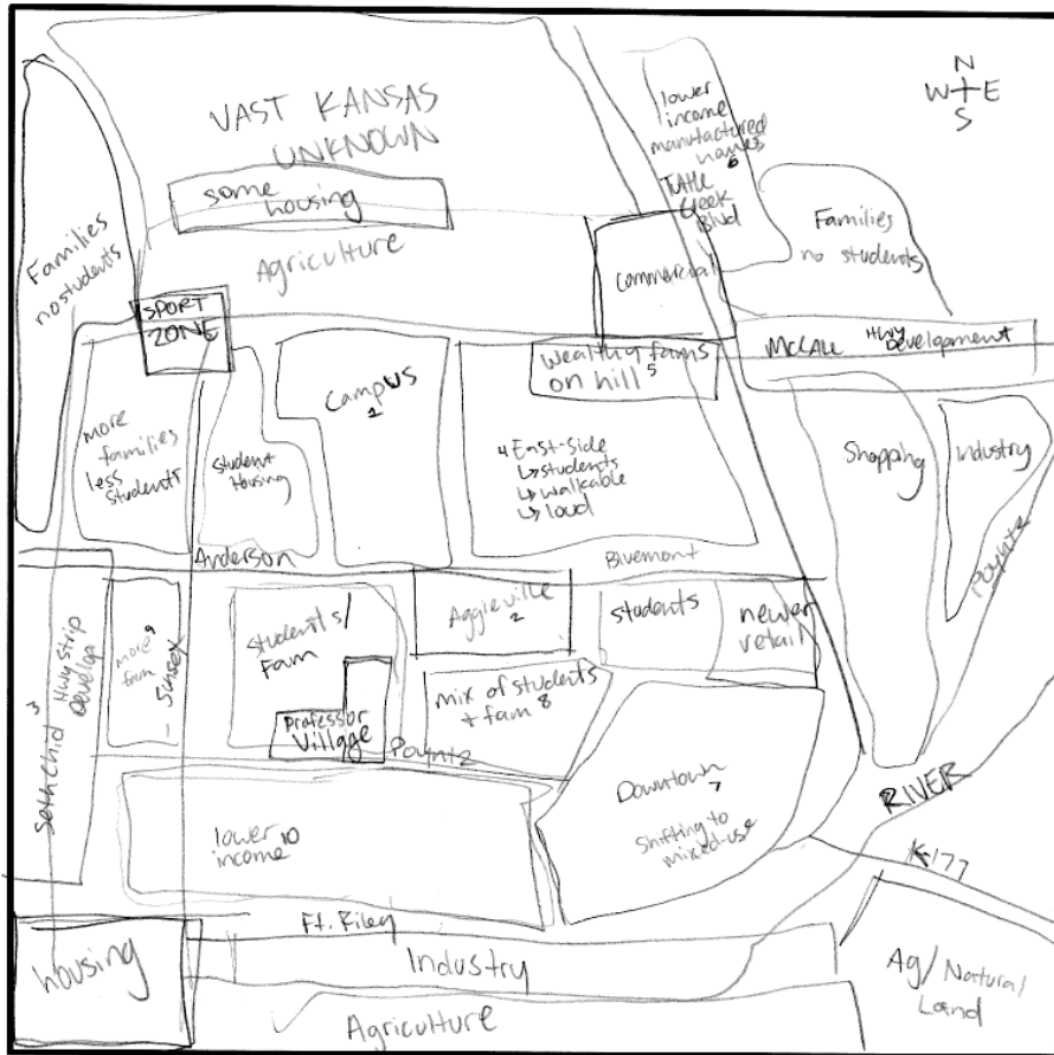 VAST KANSAS
UNKNOWN
N
W E
S
lower
income
manufactured
homes
6
Tuttle
Creek
Blvd
some
housing
Families
no students
Agriculture
Families
no students
Commercial
SPORT
ZONE
McCALL HWY
Development
wealthy fams
on hill 5
Campus
1
more
families
less
students
Student
Housing
4 East-Side
↳ students
↳ walkable
↳ loud
Shopping
Industry
Poyntz
Anderson
Bluemont
Aggieville
2
students
newer
retail
Students/
Fam
more 9
fam
Sunset
3
Seth Child Hwy Strip
mix of students
+ fam 8
Professor
Village
Poyntz
Downtown
7
Shifting to
mixed-use
RIVER
K-177
lower 10
income
Ft. Riley
housing
Industry
Ag/Natural
Land
Agriculture